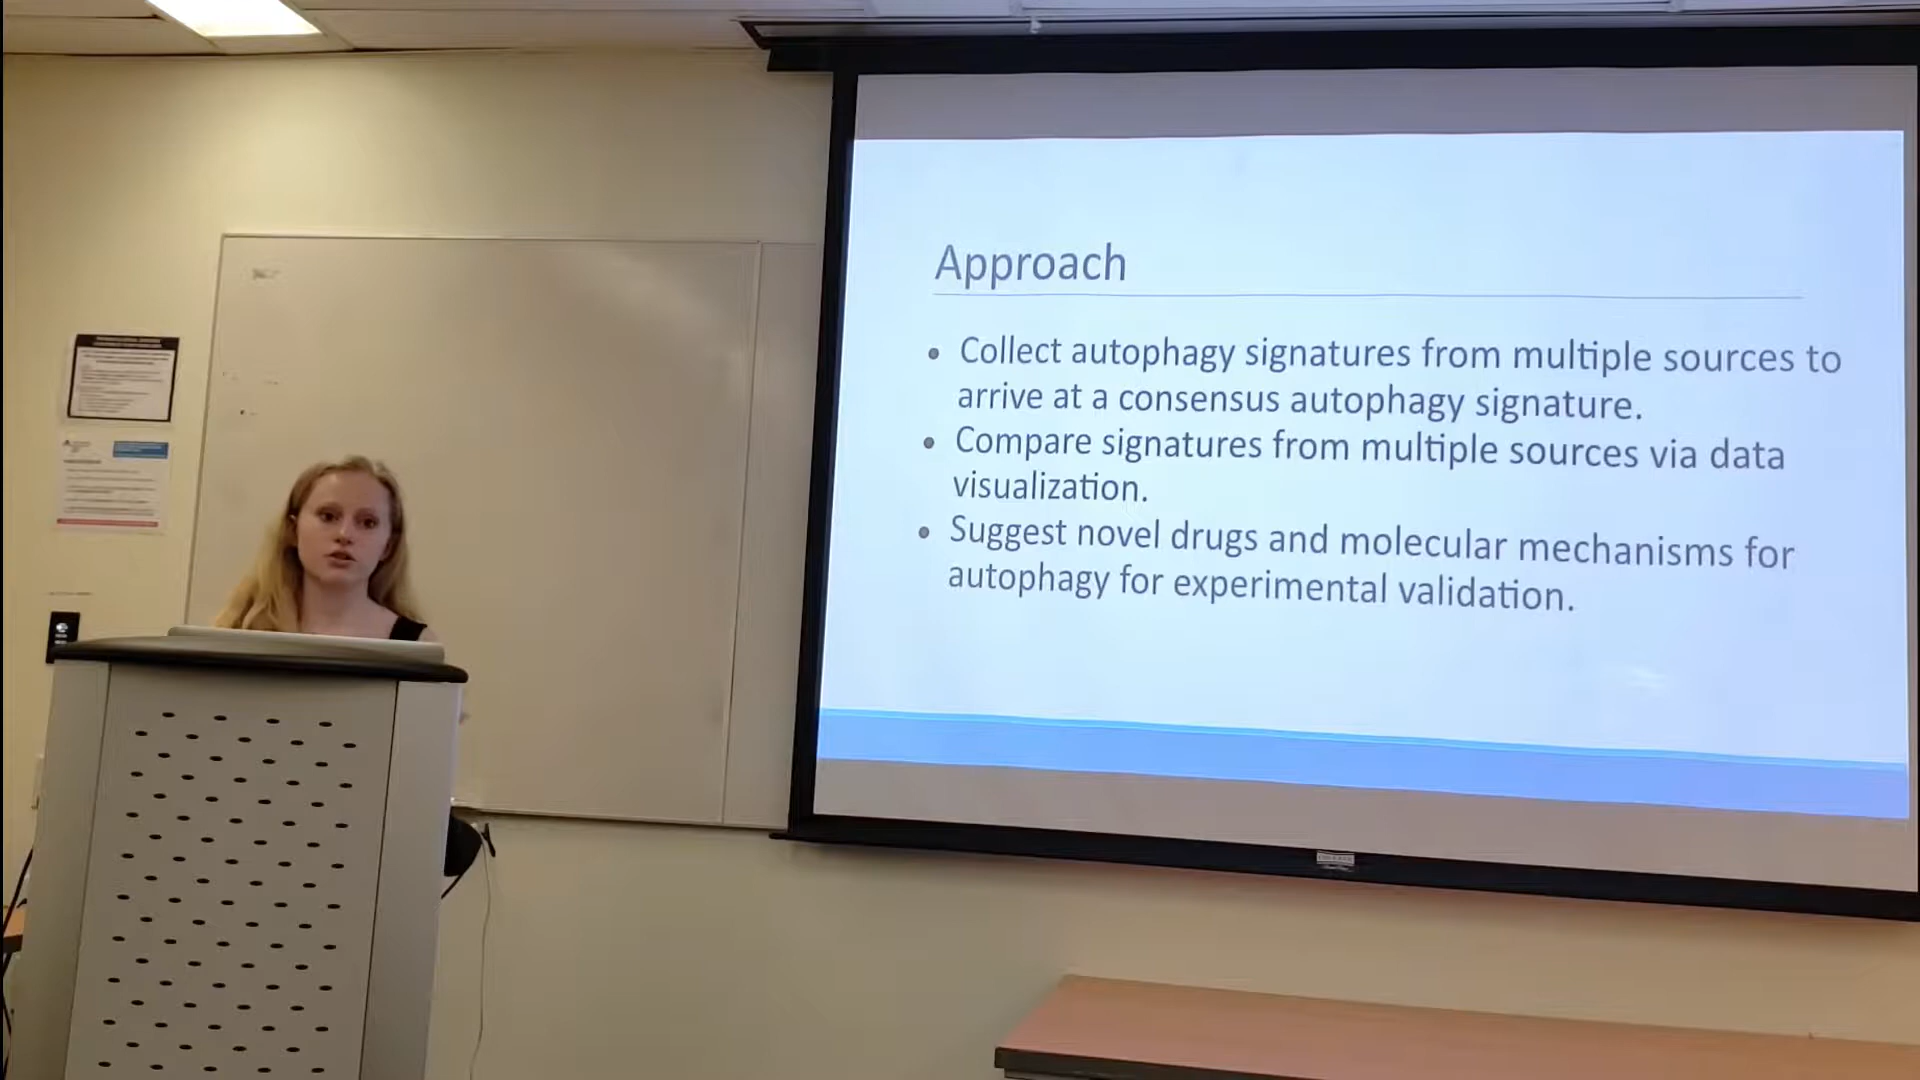 Approach
• Collect autophagy signatures from multiple sources to
arrive at a consensus autophagy signature.
• Compare signatures from multiple sources via data
visualization.
• Suggest novel drugs and molecular mechanisms for
autophagy for experimental validation.